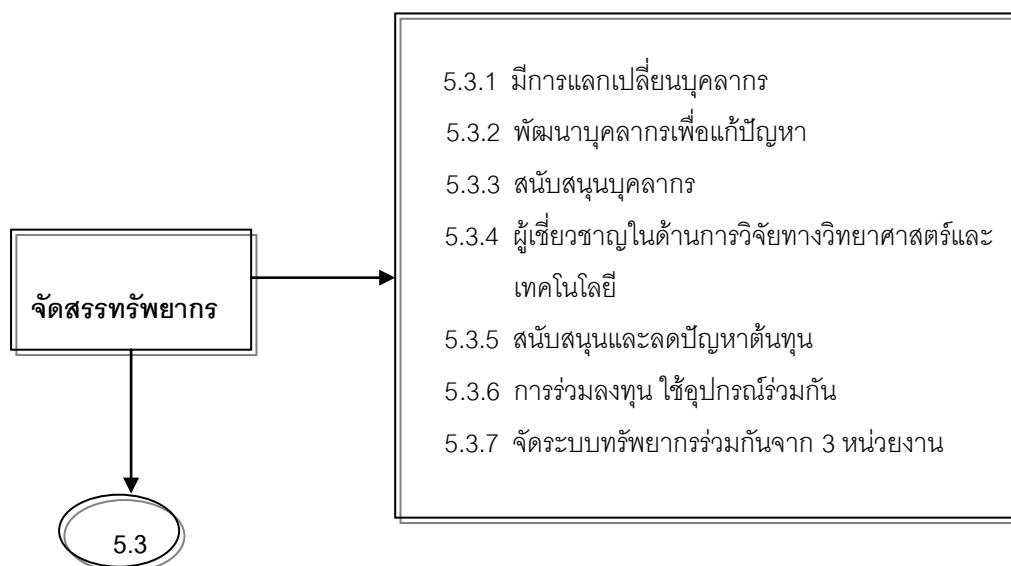 5.3.1 มีการแลกเปลี่ยนบุคลากร
5.3.2 พัฒนาบุคลากรเพื่อแก้ปัญหา
5.3.3 สนับสนุนบุคลากร
5.3.4 ผู้เชี่ยวชาญในด้านการวิจัยทางวิทยาศาสตร์และ
เทคโนโลยี
5.3.5 สนับสนุนและลดปัญหาต้นทุน
5.3.6 การร่วมลงทุน ใช้อุปกรณ์ร่วมกัน
5.3.7 จัดระบบทรัพยากรร่วมกันจาก 3 หน่วยงาน
จัดสรรทรัพยากร
5.3